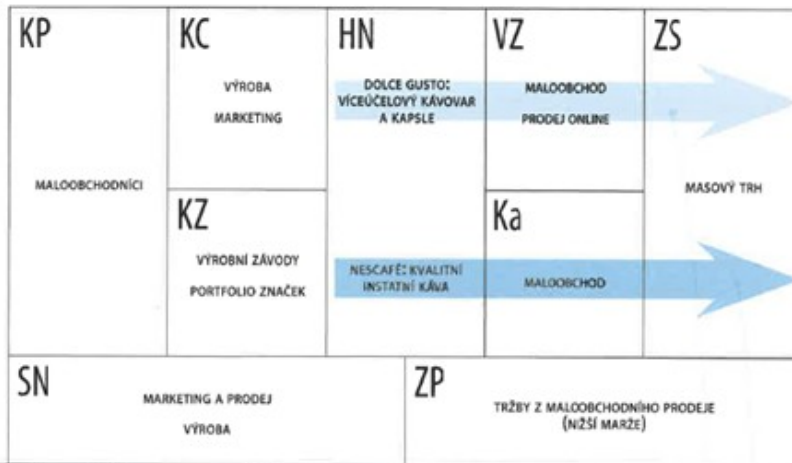 KP
KC
HN
VZ
ZS
VÝROBA
MARKETING
DOLCE GUSTO:
VÍCEÚČELOVÝ KÁVOVAR
A KAPSLE
MALOOBCHOD
PRODEJ ONLINE
MALOOBCHODNÍCI
MASOVÝ TRH
KZ
Ka
VÝROBNÍ ZÁVODY
PORTFOLIO ZNAČEK
NESCAFÉ: KVALITNÍ
INSTATNÍ KÁVA
MALOOBCHOD
SN
MARKETING A PRODEJ
VÝROBA
ZP
TRŽBY Z MALOOBCHODNÍHO PRODEJE
(NIŽŠÍ MARŽE)